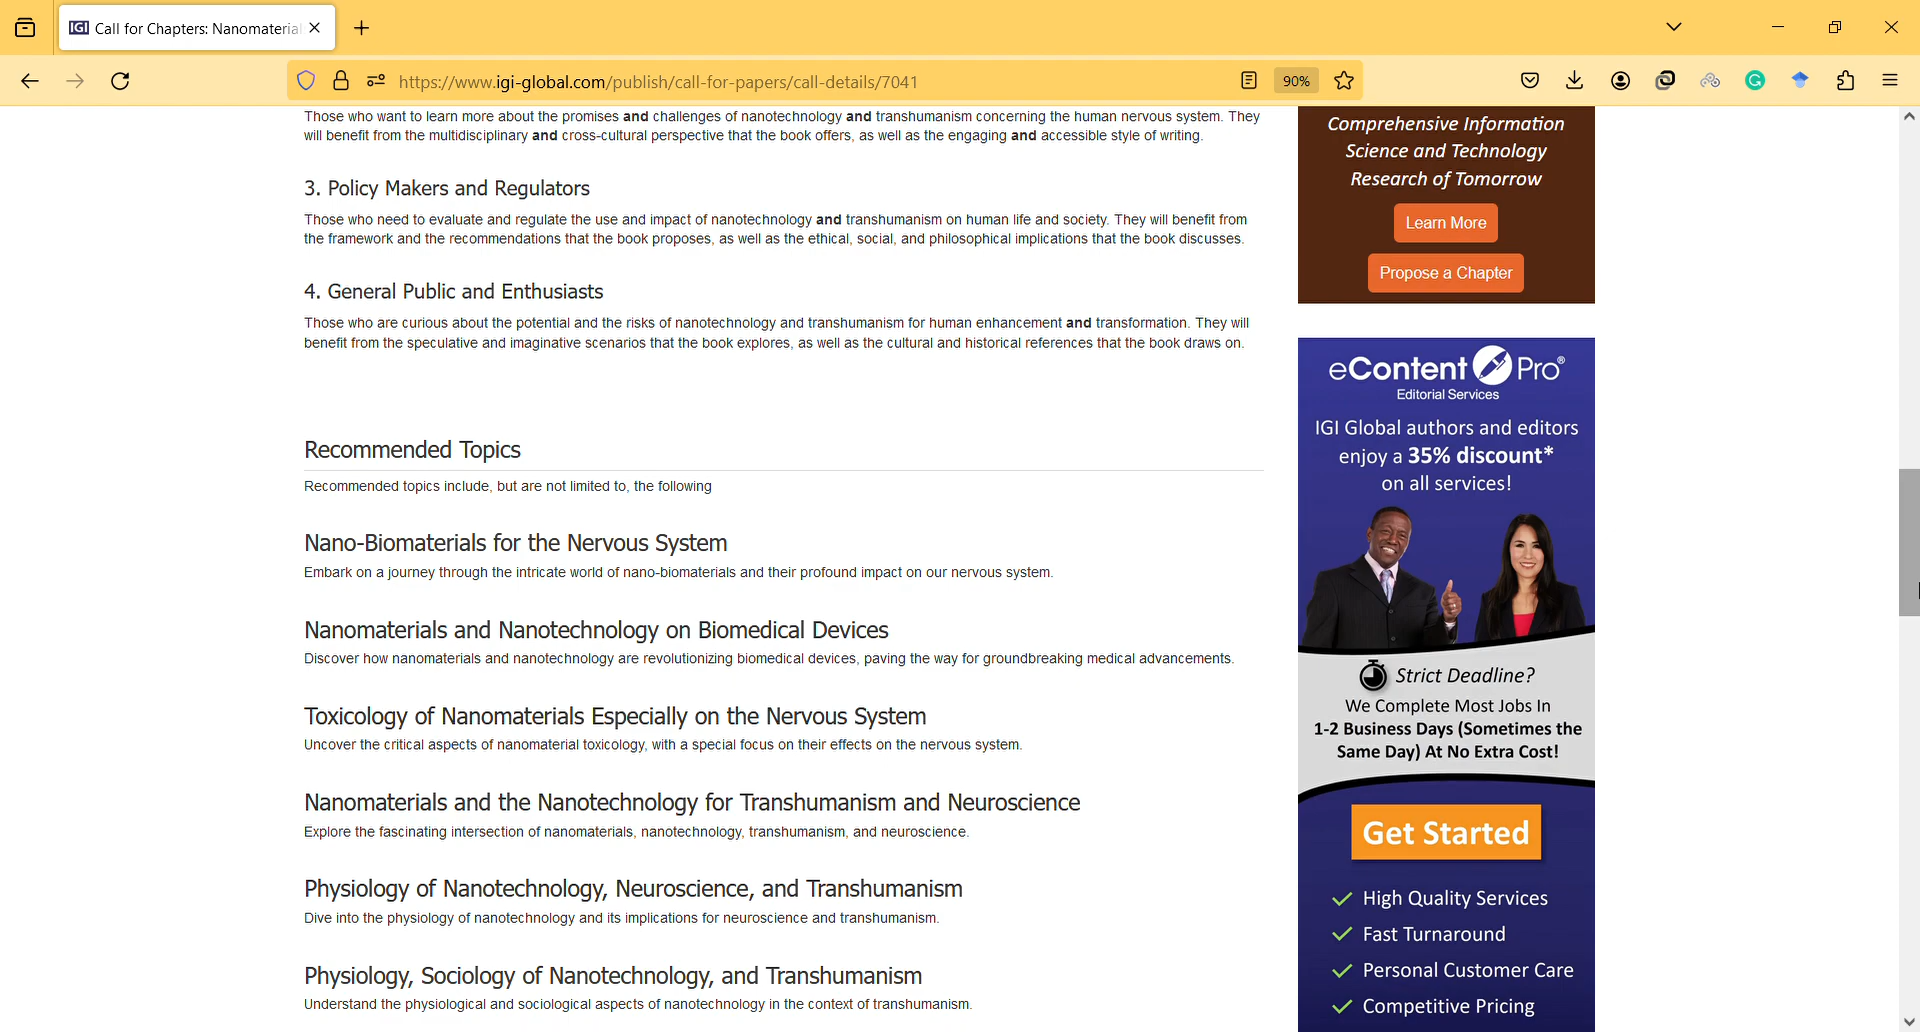 IGI Call for Chapters: Nanomaterial
https://www.igi-global.com/publish/call-for-papers/call-details/7041
90%
Those who want to learn more about the promises and challenges of nanotechnology and transhumanism concerning the human nervous system. They
will benefit from the multidisciplinary and cross-cultural perspective that the book offers, as well as the engaging and accessible style of writing.
3. Policy Makers and Regulators
Those who need to evaluate and regulate the use and impact of nanotechnology and transhumanism on human life and society. They will benefit from
the framework and the recommendations that the book proposes, as well as the ethical, social, and philosophical implications that the book discusses.
4. General Public and Enthusiasts
Those who are curious about the potential and the risks of nanotechnology and transhumanism for human enhancement and transformation. They will
benefit from the speculative and imaginative scenarios that the book explores, as well as the cultural and historical references that the book draws on.
Recommended Topics
Recommended topics include, but are not limited to, the following
Nano-Biomaterials for the Nervous System
Embark on a journey through the intricate world of nano-biomaterials and their profound impact on our nervous system.
Nanomaterials and Nanotechnology on Biomedical Devices
Discover how nanomaterials and nanotechnology are revolutionizing biomedical devices, paving the way for groundbreaking medical advancements.
Toxicology of Nanomaterials Especially on the Nervous System
Uncover the critical aspects of nanomaterial toxicology, with a special focus on their effects on the nervous system.
Nanomaterials and the Nanotechnology for Transhumanism and Neuroscience
Explore the fascinating intersection of nanomaterials, nanotechnology, transhumanism, and neuroscience.
Physiology of Nanotechnology, Neuroscience, and Transhumanism
Dive into the physiology of nanotechnology and its implications for neuroscience and transhumanism.
Physiology, Sociology of Nanotechnology, and Transhumanism
Understand the physiological and sociological aspects of nanotechnology in the context of transhumanism.
Comprehensive Information
Science and Technology
Research of Tomorrow
Learn More
Propose a Chapter
eContent Pro®
Editorial Services
IGI Global authors and editors
enjoy a 35% discount*
on all services!
Strict Deadline?
We Complete Most Jobs In
1-2 Business Days (Sometimes the
Same Day) At No Extra Cost!
Get Started
High Quality Services
Fast Turnaround
Personal Customer Care
Competitive Pricing